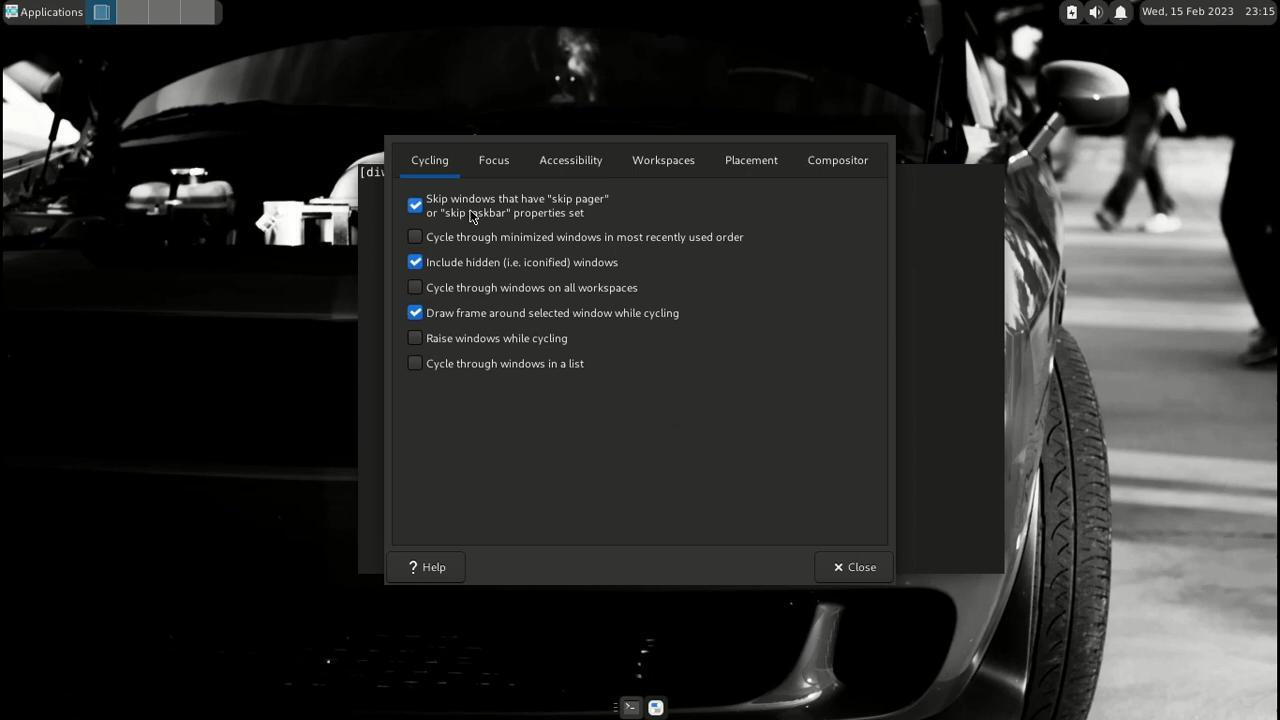 Applications
Wed, 15 Feb 2023 23:15
Cycling Focus Accessibility Workspaces Placement Compositor
[di
Skip windows that have "skip pager"
or "skip taskbar" properties set
Cycle through minimized windows in most recently used order
Include hidden (i.e. iconified) windows
Cycle through windows on all workspaces
Draw frame around selected window while cycling
Raise windows while cycling
Cycle through windows in a list
? Help
Close